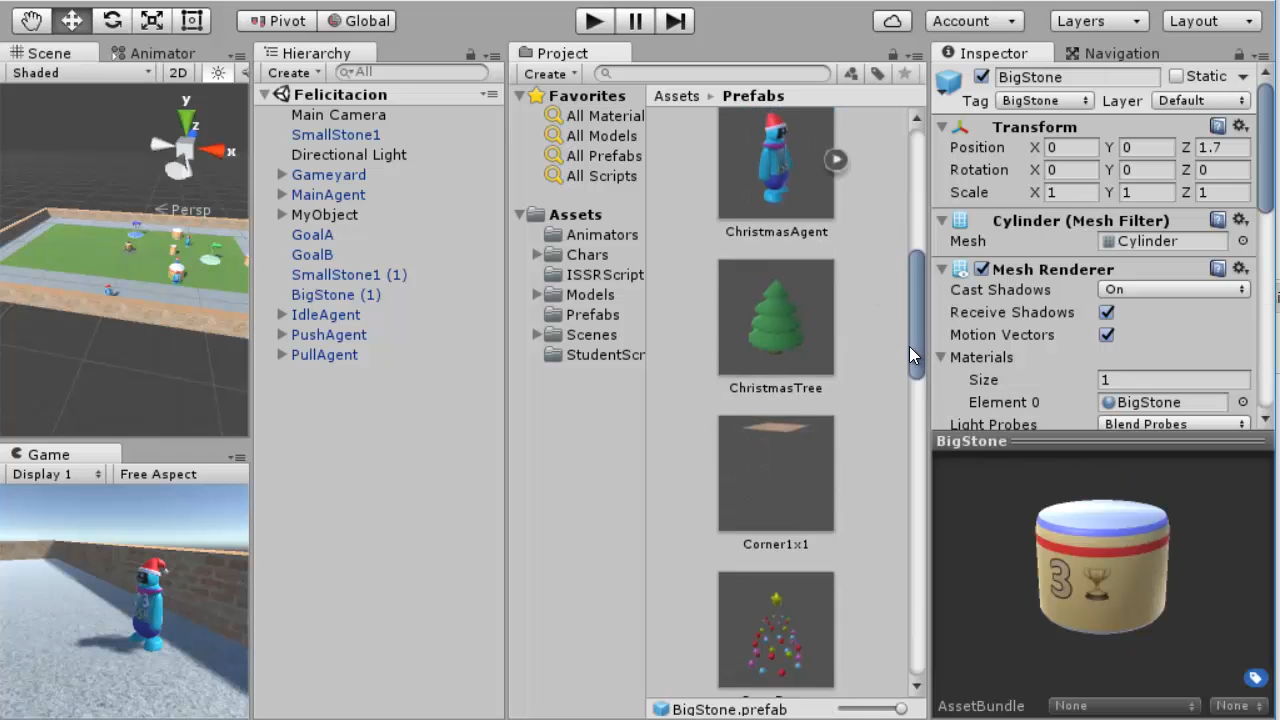 Pivot Global Account Layers Layout
Scene Animator
Shaded 2D
y
z
x
Persp
Game
Display 1 Free Aspect
Hierarchy
Create All
Felicitacion
Main Camera
SmallStone1
Directional Light
Gameyard
MainAgent
MyObject
GoalA
GoalB
SmallStone1 (1)
BigStone (1)
IdleAgent
PushAgent
PullAgent
Project
Create
Favorites
All Material
All Models
All Prefabs
All Scripts
Assets
Animators
Chars
ISSRScript
Models
Prefabs
Scenes
StudentScr
Assets ▸ Prefabs
ChristmasAgent
ChristmasTree
Corner1x1
BigStone.prefab
Inspector Navigation
BigStone Static
Tag BigStone Layer Default
Transform
Position X 0 Y 0 Z 1.7
Rotation X 0 Y 0 Z 0
Scale X 1 Y 1 Z 1
Cylinder (Mesh Filter)
Mesh Cylinder
Mesh Renderer
Cast Shadows On
Receive Shadows
Motion Vectors
Materials
Size 1
Element 0 BigStone
Light Probes Blend Probes
BigStone
3
AssetBundle None None